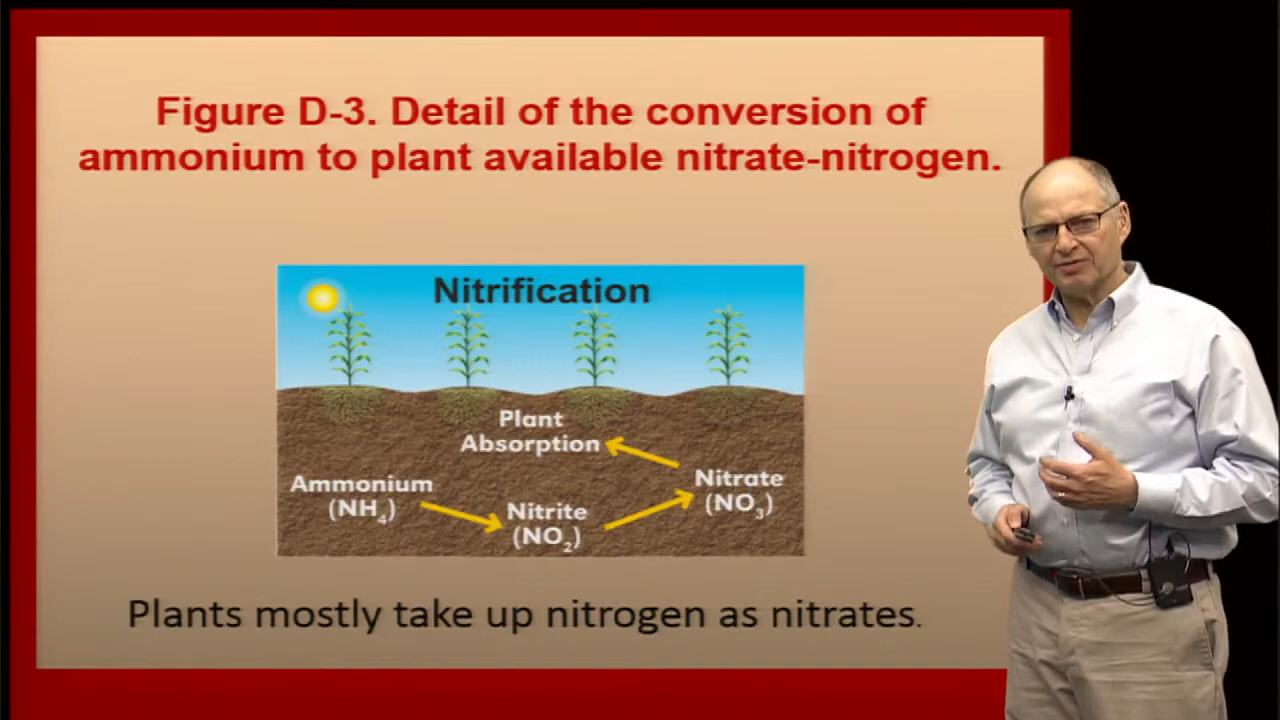 Figure D-3. Detail of the conversion of
ammonium to plant available nitrate-nitrogen.
Nitrification
Plant
Absorption
Ammonium
(NH₄)
Nitrite
(NO₂)
Nitrate
(NO₃)
Plants mostly take up nitrogen as nitrates.